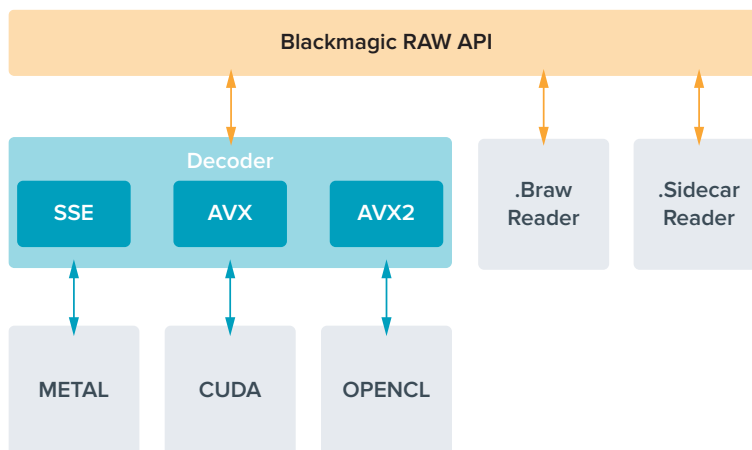 Blackmagic RAW API
Decoder
SSE
AVX
AVX2
.Braw
Reader
.Sidecar
Reader
METAL
CUDA
OPENCL